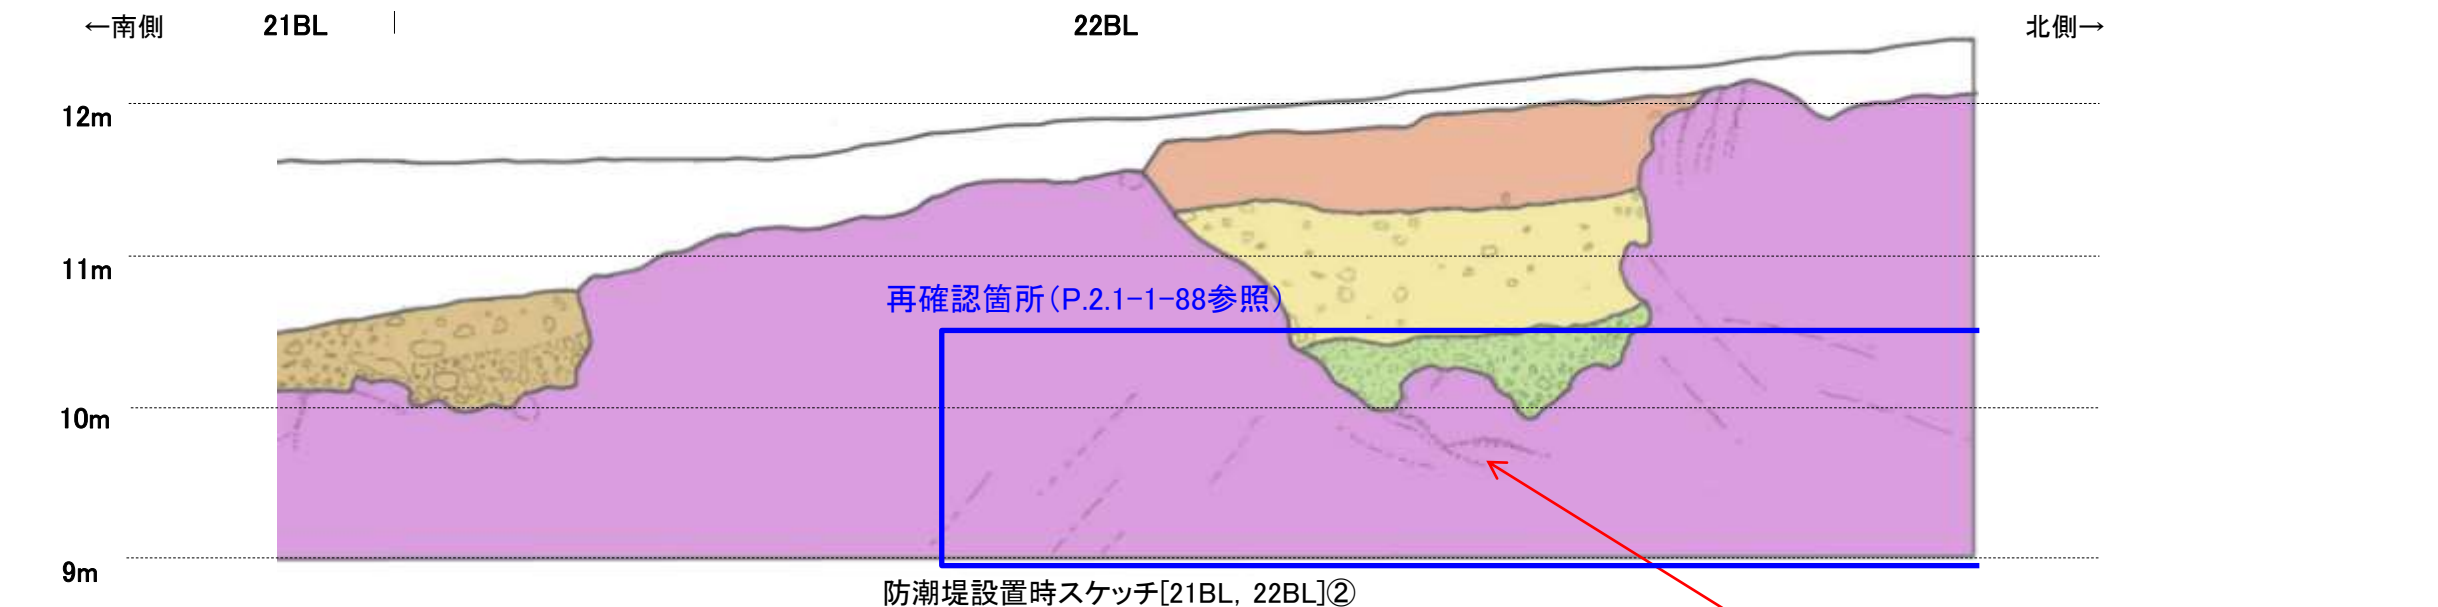 ←南側 21BL 22BL 北側→
12m
11m
再確認箇所(P.2.1-1-88参照)
10m
9m
防潮堤設置時スケッチ[21BL, 22BL]②